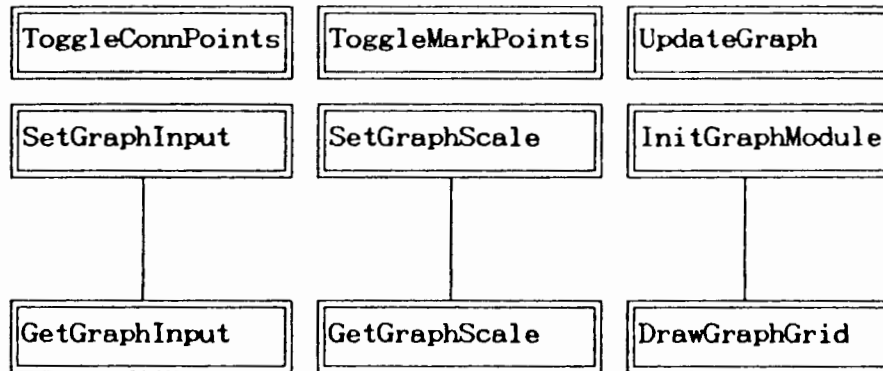 ToggleConnPoints
ToggleMarkPoints
UpdateGraph
SetGraphInput
SetGraphScale
InitGraphModule
GetGraphInput
GetGraphScale
DrawGraphGrid